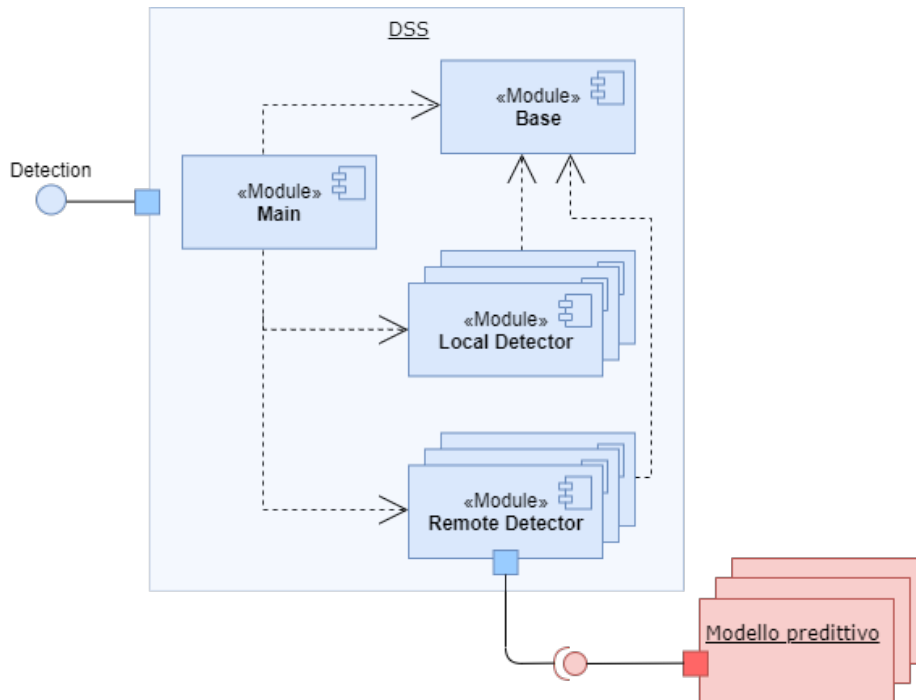 DSS
«Module»
Base
Detection
«Module»
Main
«Module»
Local Detector
«Module»
Remote Detector
Modello predittivo